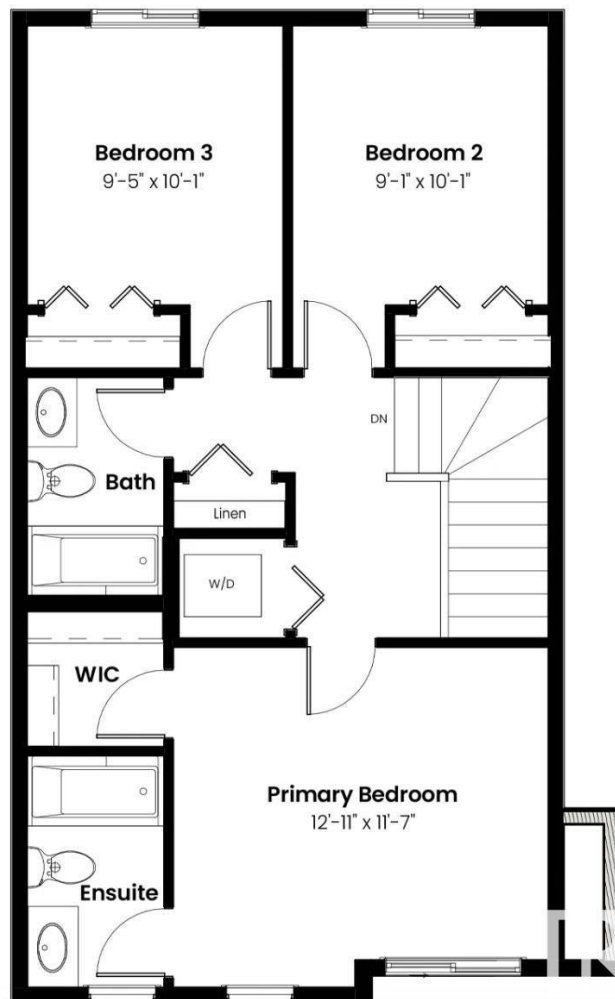 Bedroom 3
9'-5" x 10'-1"
Bedroom 2
9'-1" x 10'-1"
DN
Bath
Linen
W/D
WIC
Primary Bedroom
12'-11" x 11'-7"
Ensuite